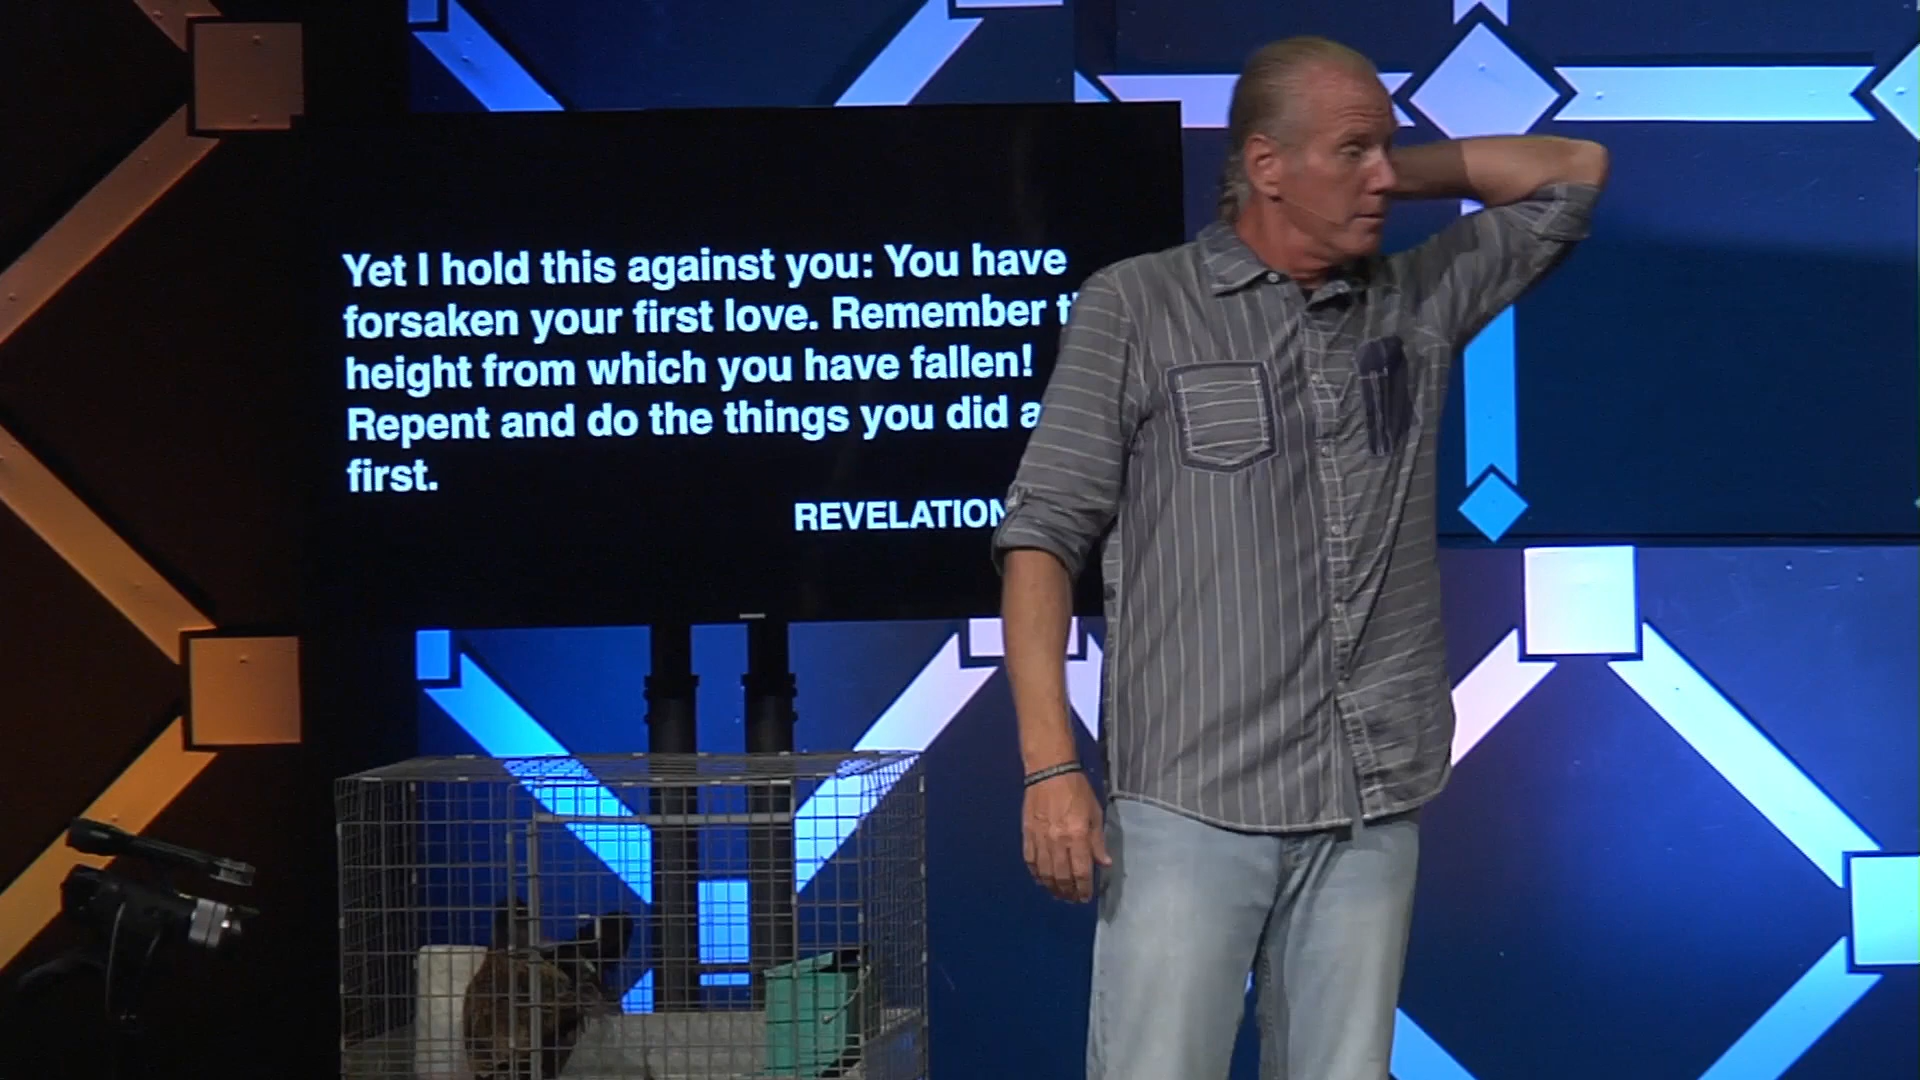 Yet I hold this against you: You have
forsaken your first love. Remember
height from which you have fallen!
Repent and do the things you did
first.
REVELATION